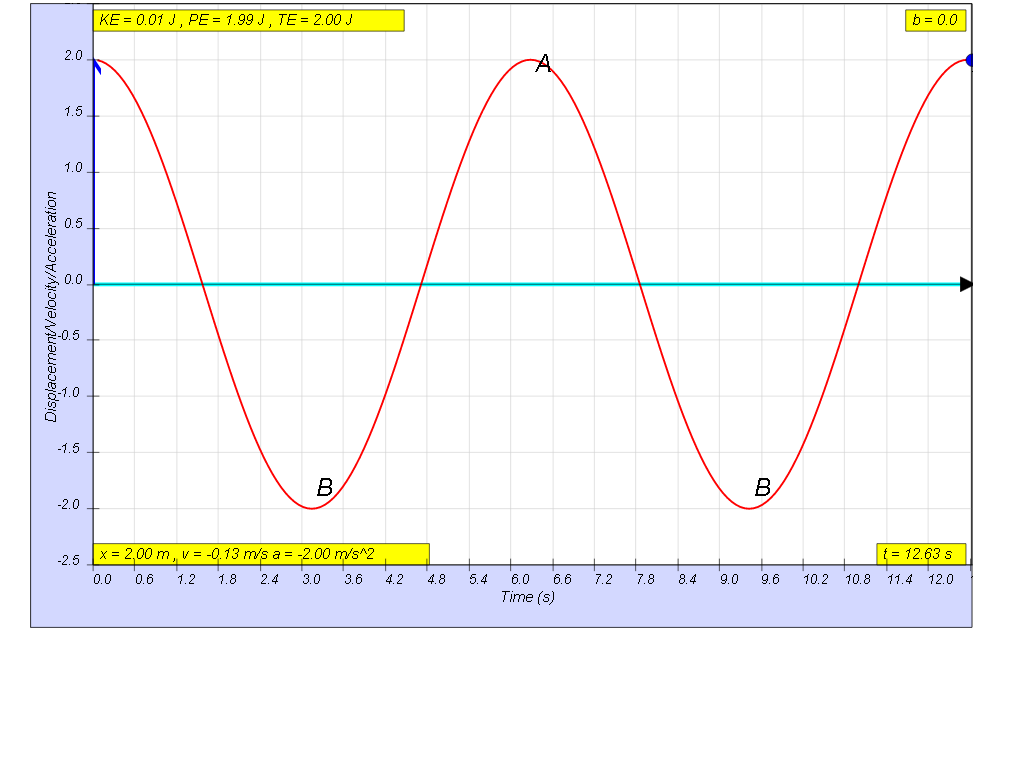 KE = 0.01 J , PE = 1.99 J , TE = 2.00 J
b = 0.0
2.0
A
1.5
1.0
0.5
0.0
-0.5
-1.0
-1.5
-2.0
-2.5
Displacement/Velocity/Acceleration
B
B
x = 2.00 m , v = -0.13 m/s a = -2.00 m/s^2
t = 12.63 s
0.0 0.6 1.2 1.8 2.4 3.0 3.6 4.2 4.8 5.4 6.0 6.6 7.2 7.8 8.4 9.0 9.6 10.2 10.8 11.4 12.0
Time (s)